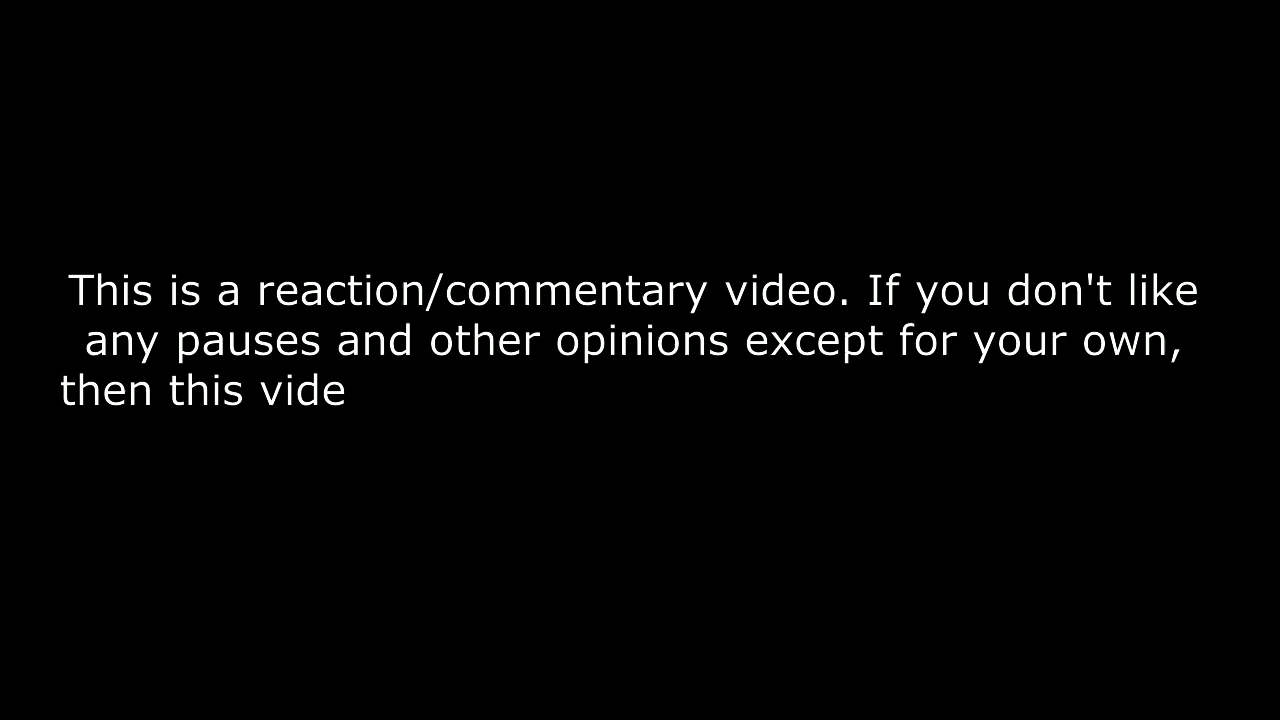 This is a reaction/commentary video. If you don't like
any pauses and other opinions except for your own,
then this vide